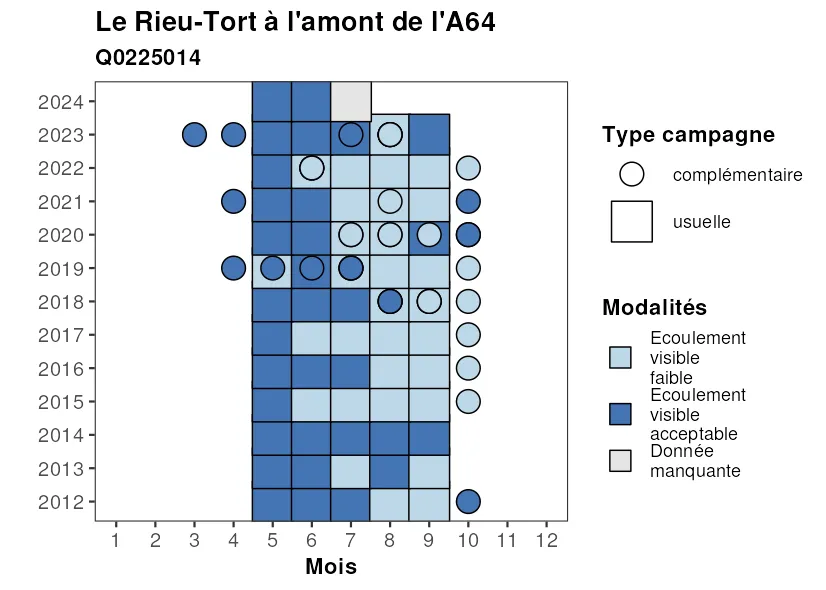 Le Rieu-Tort à l'amont de l'A64
Q0225014
2024
2023
2022
2021
2020
2019
2018
2017
2016
2015
2014
2013
2012
1 2 3 4 5 6 7 8 9 10 11 12
Mois
Type campagne
complémentaire
usuelle
Modalités
Ecoulement
visible
faible
Ecoulement
visible
acceptable
Donnée
manquante